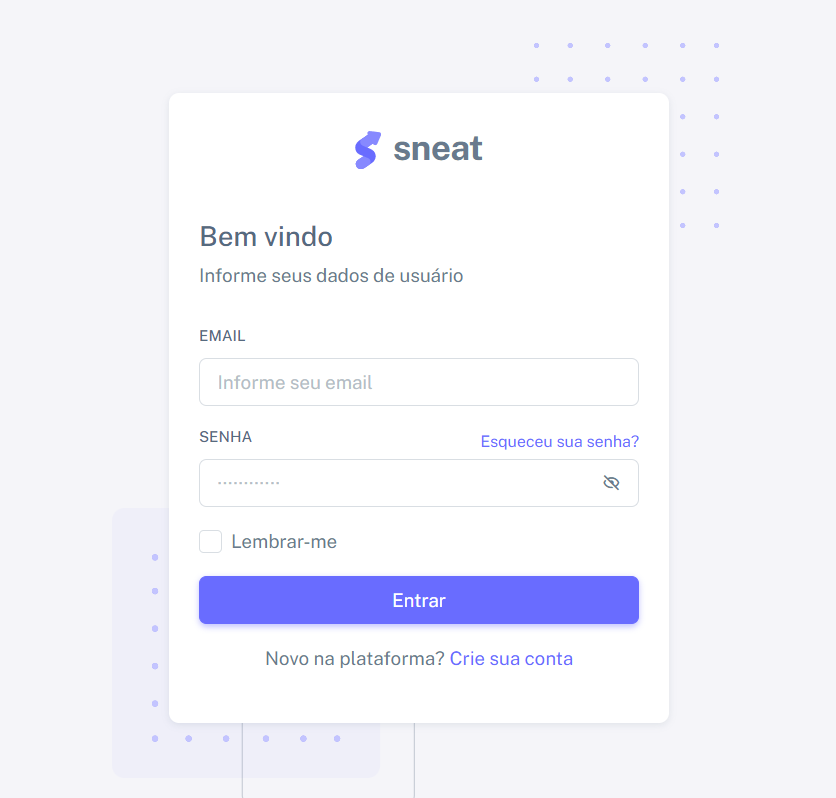 sneat
Bem vindo
Informe seus dados de usuário
EMAIL
Informe seu email
SENHA
Esqueceu sua senha?
············
Lembrar-me
Entrar
Novo na plataforma? Crie sua conta